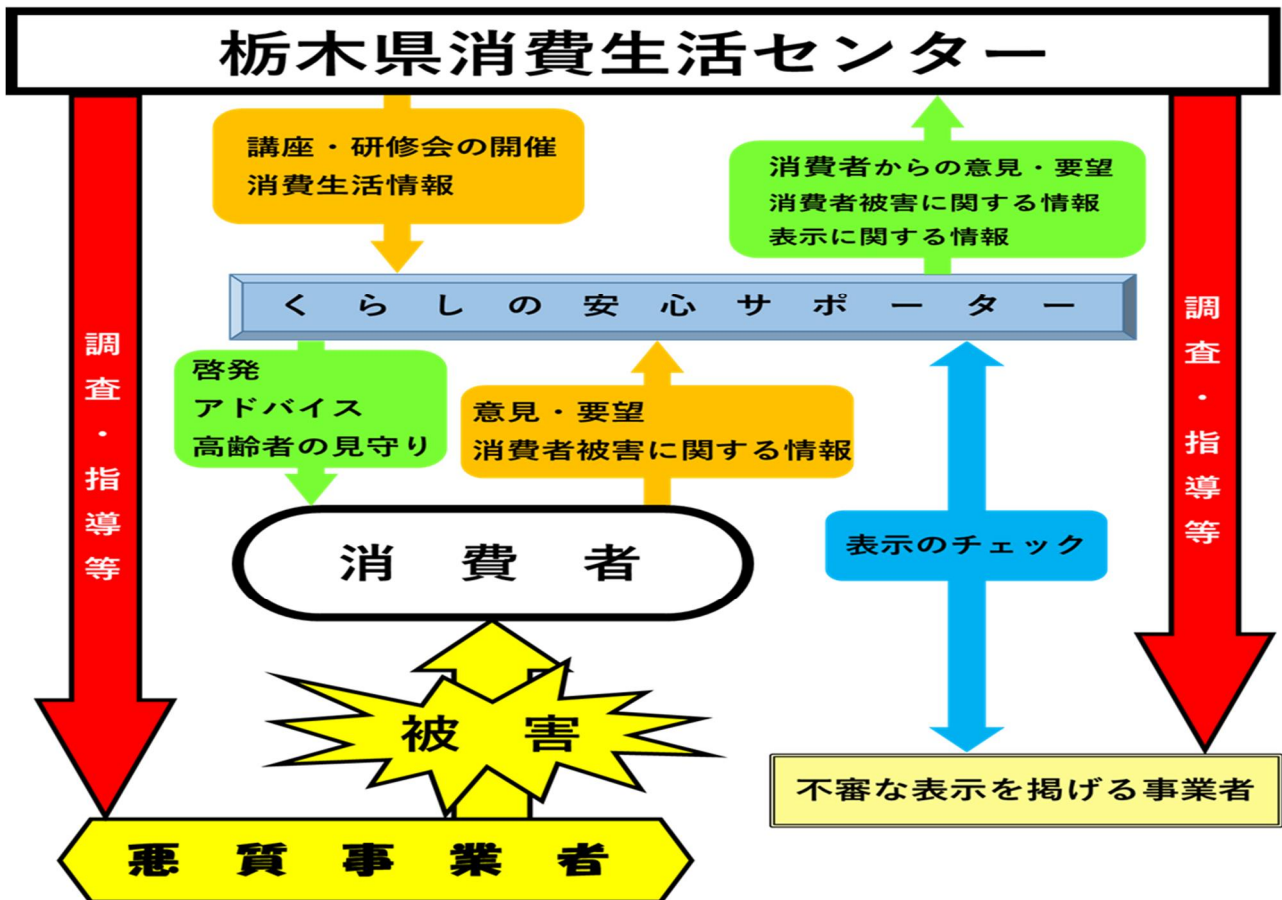 栃木県消費生活センター
講座・研修会の開催
消費生活情報
消費者からの意見・要望
消費者被害に関する情報
表示に関する情報
くらしの安心サポーター
調査・指導等
調査・指導等
啓発
アドバイス
高齢者の見守り
意見・要望
消費者被害に関する情報
表示のチェック
消費者
被害
不審な表示を掲げる事業者
悪質事業者